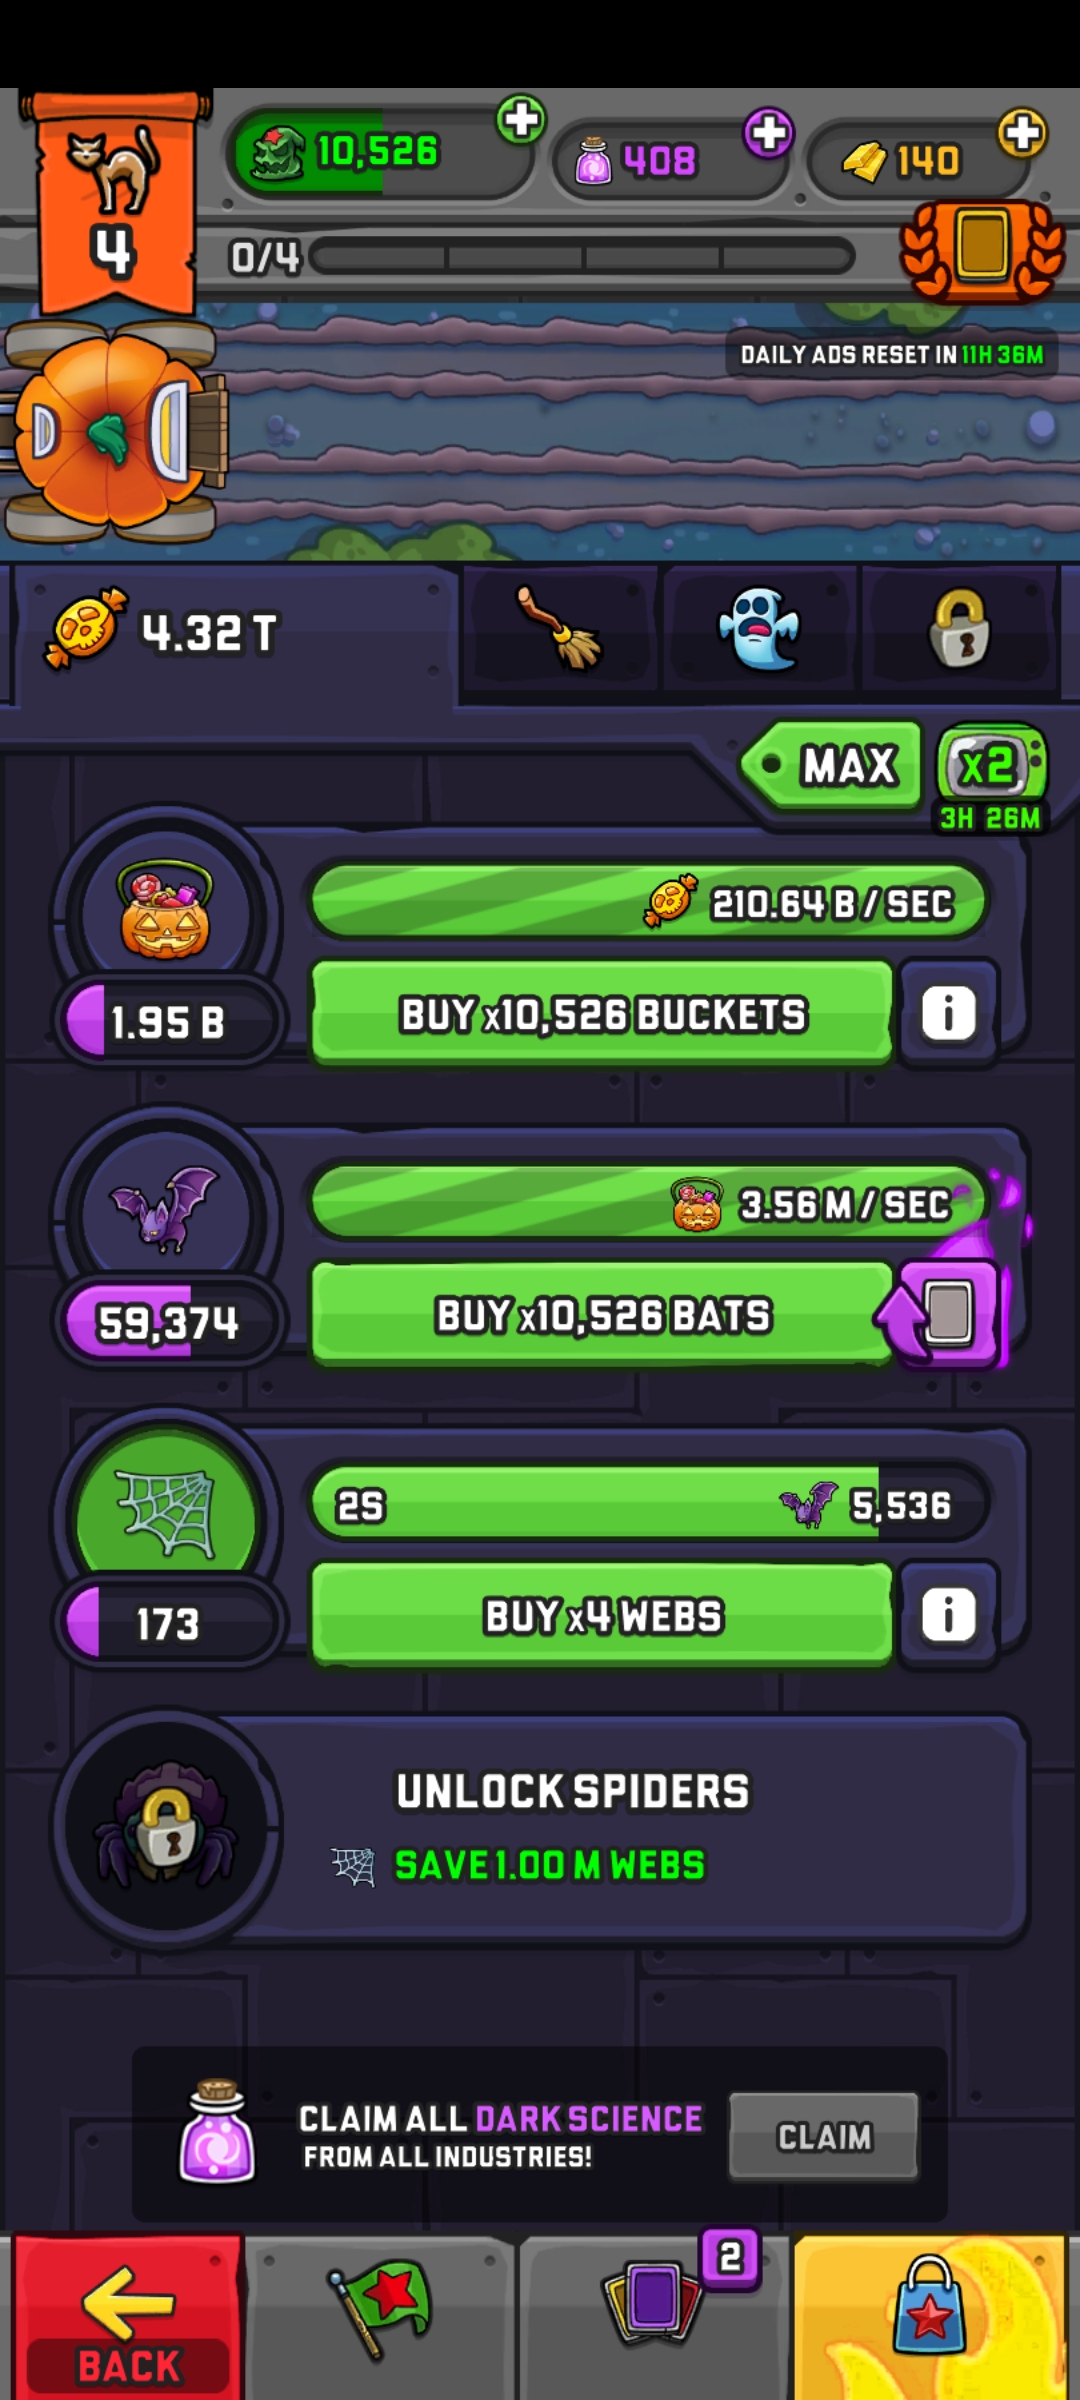 10,526
408
140
4
0/4
DAILY ADS RESET IN 11H 36M
4.32 T
MAX
x2
3H 26M
210.64 B / SEC
1.95 B
BUY x10,526 BUCKETS
i
3.56 M / SEC
59,374
BUY x10,526 BATS
2S
5,536
173
BUY x4 WEBS
i
UNLOCK SPIDERS
SAVE 1.00 M WEBS
CLAIM ALL DARK SCIENCE
FROM ALL INDUSTRIES!
CLAIM
2
BACK